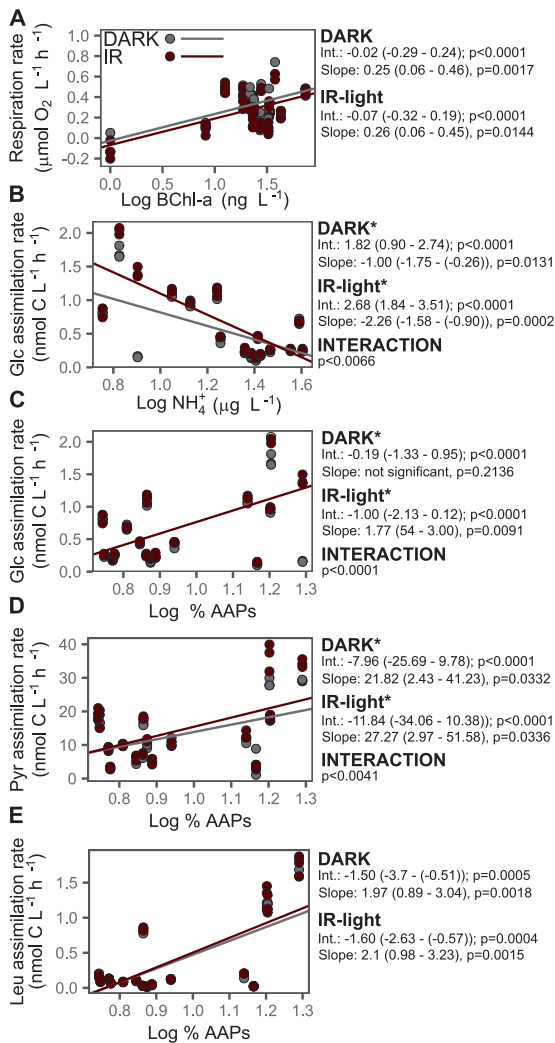 A
Respiration rate
(µmol O₂ L⁻¹ h⁻¹)
1.0
0.8
0.6
0.4
0.2
0.0
-0.2
DARK
IR
0.0
0.5
1.0
1.5
Log BChl-a (ng L⁻¹)
DARK
Int.: -0.02 (-0.29 - 0.24); p<0.0001
Slope: 0.25 (0.06 - 0.46), p=0.0017
IR-light
Int.: -0.07 (-0.32 - 0.19); p<0.0001
Slope: 0.26 (0.06 - 0.45), p=0.0144
B
Glc assimilation rate
(nmol C L⁻¹ h⁻¹)
2.0
1.5
1.0
0.5
0.0
0.8
1.0
1.2
1.4
1.6
Log NH₄⁺ (µg L⁻¹)
DARK*
Int.: 1.82 (0.90 - 2.74); p<0.0001
Slope: -1.00 (-1.75 - (-0.26)), p=0.0131
IR-light*
Int.: 2.68 (1.84 - 3.51); p<0.0001
Slope: -2.26 (-1.58 - (-0.90)), p=0.0002
INTERACTION
p<0.0066
C
Glc assimilation rate
(nmol C L⁻¹ h⁻¹)
2.0
1.5
1.0
0.5
0.0
0.8
0.9
1.0
1.1
1.2
1.3
Log % AAPs
DARK*
Int.: -0.19 (-1.33 - 0.95); p<0.0001
Slope: not significant, p=0.2136
IR-light*
Int.: -1.00 (-2.13 - 0.12); p<0.0001
Slope: 1.77 (54 - 3.00), p=0.0091
INTERACTION
p<0.0001
D
Pyr assimilation rate
(nmol C L⁻¹ h⁻¹)
40
30
20
10
0
0.8
0.9
1.0
1.1
1.2
1.3
Log % AAPs
DARK*
Int.: -7.96 (-25.69 - 9.78); p<0.0001
Slope: 21.82 (2.43 - 41.23), p=0.0332
IR-light*
Int.: -11.84 (-34.06 - 10.38)); p<0.0001
Slope: 27.27 (2.97 - 51.58), p=0.0336
INTERACTION
p<0.0041
E
Leu assimilation rate
(nmol C L⁻¹ h⁻¹)
1.5
1.0
0.5
0.0
0.8
0.9
1.0
1.1
1.2
1.3
Log % AAPs
DARK
Int.: -1.50 (-3.7 - (-0.51)); p=0.0005
Slope: 1.97 (0.89 - 3.04), p=0.0018
IR-light
Int.: -1.60 (-2.63 - (-0.57)); p=0.0004
Slope: 2.1 (0.98 - 3.23), p=0.0015